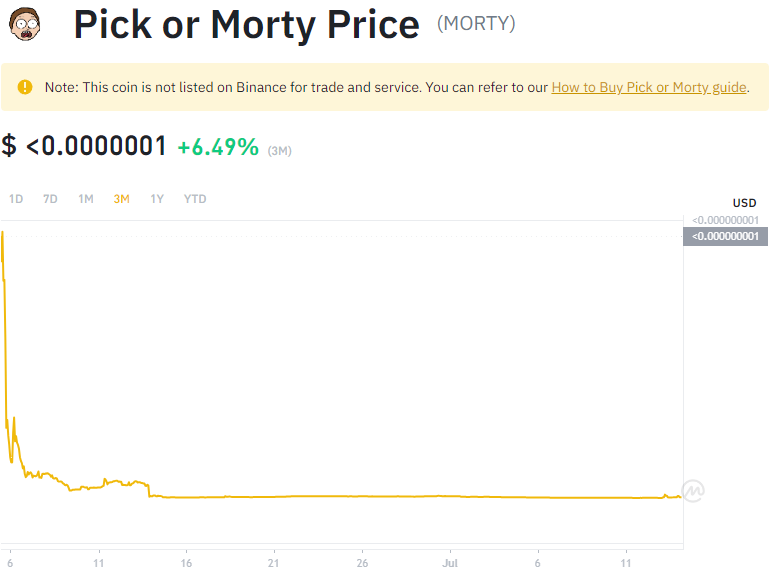 Pick or Morty Price (MORTY)
Note: This coin is not listed on Binance for trade and service. You can refer to our How to Buy Pick or Morty guide.
$ <0.0000001 +6.49% (3M)
1D 7D 1M 3M 1Y YTD
USD
<0.000000001
<0.000000001
6 11 16 21 26 Jul 6 11